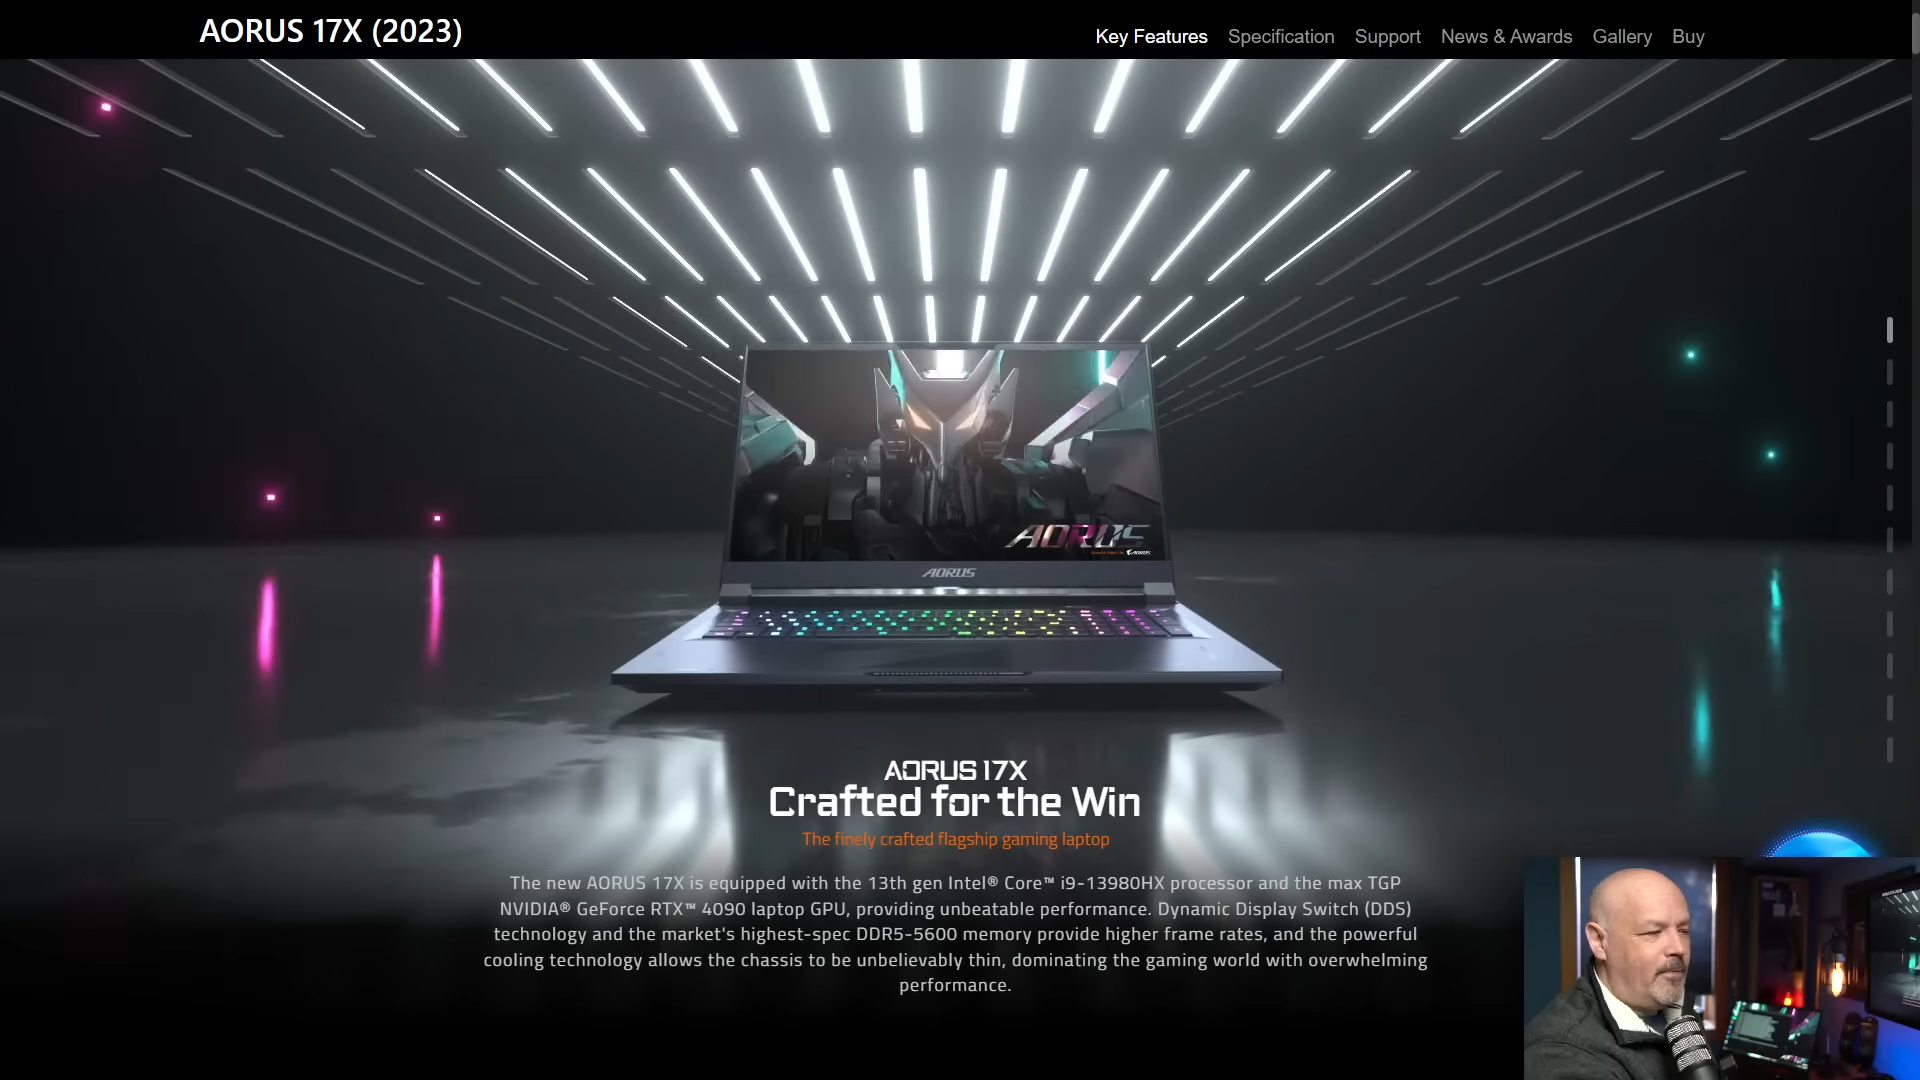 AORUS 17X (2023)
Key Features Specification Support News & Awards Gallery Buy
AORUS
AORUS
AORUS 17X
Crafted for the Win
The finely crafted flagship gaming laptop
The new AORUS 17X is equipped with the 13th gen Intel® Core™ i9-13980HX processor and the max TGP
NVIDIA® GeForce RTX™ 4090 laptop GPU, providing unbeatable performance. Dynamic Display Switch (DDS)
technology and the market's highest-spec DDR5-5600 memory provide higher frame rates, and the powerful
cooling technology allows the chassis to be unbelievably thin, dominating the gaming world with overwhelming
performance.